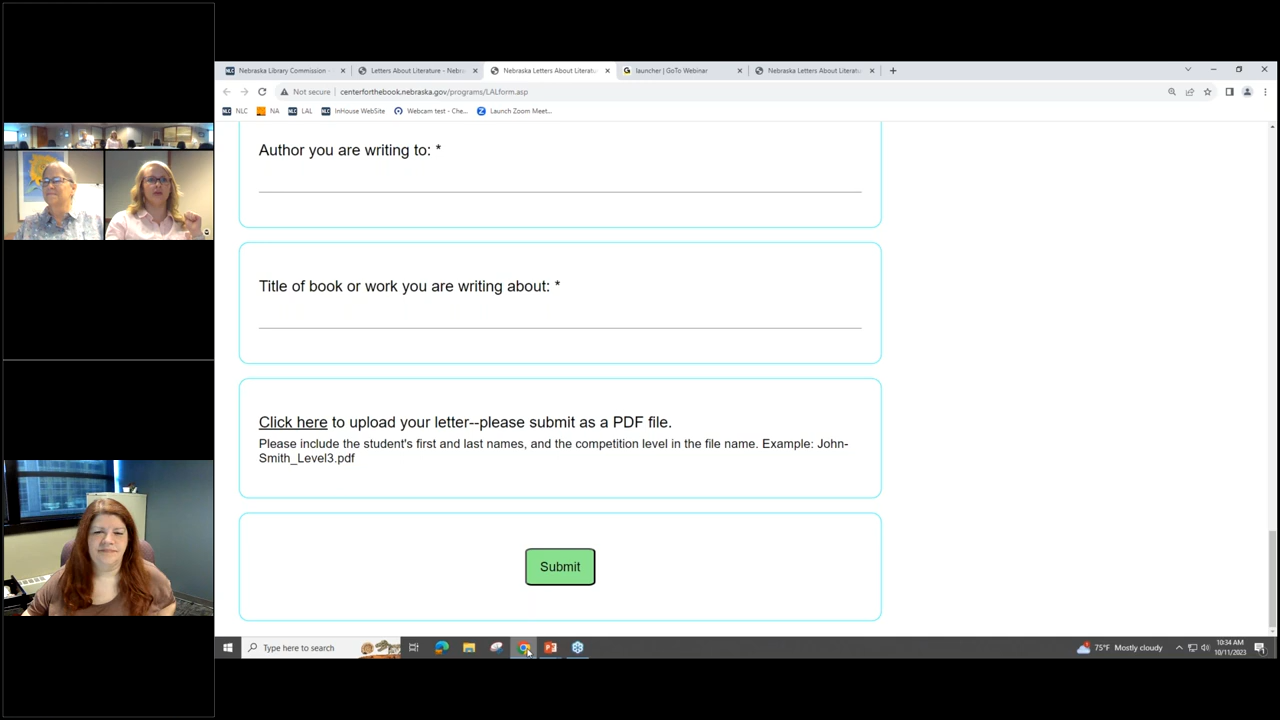 Nebraska Library Commission -
Letters About Literature - Nebra
Nebraska Letters About Literatu
launcher | GoTo Webinar
Nebraska Letters About Literatu
Not secure
centerforthebook.nebraska.gov/programs/LALform.asp
NLC
NA
LAL
InHouse WebSite
Webcam test - Che...
Launch Zoom Meet...
Author you are writing to: *
Title of book or work you are writing about: *
Click here to upload your letter--please submit as a PDF file.
Please include the student's first and last names, and the competition level in the file name. Example: John-
Smith_Level3.pdf
Submit
Type here to search
75°F Mostly cloudy
10:34 AM
10/11/2023